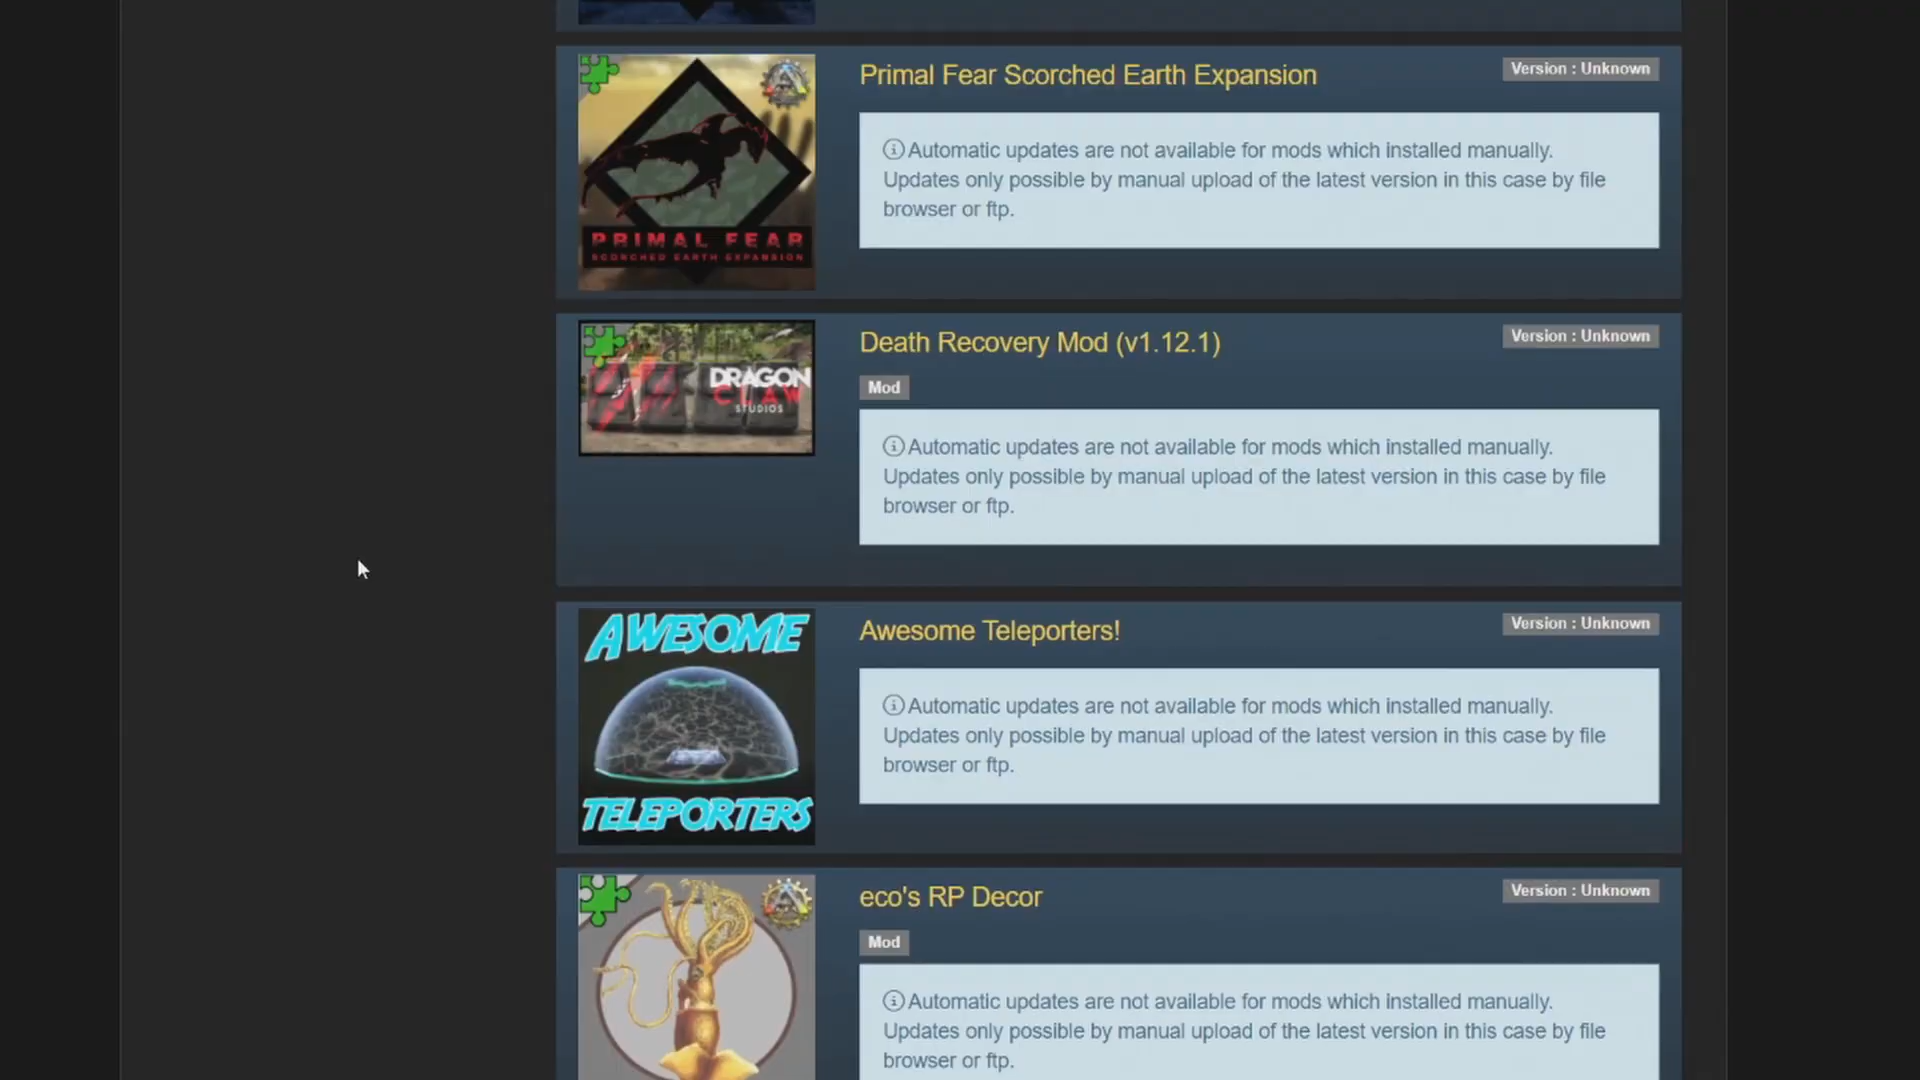 Primal Fear Scorched Earth Expansion
Version : Unknown
Automatic updates are not available for mods which installed manually.
Updates only possible by manual upload of the latest version in this case by file
browser or ftp.
PRIMAL FEAR
SCORCHED EARTH EXPANSION
Death Recovery Mod (v1.12.1)
Version : Unknown
Mod
DRAGON
CLAW
STUDIOS
Automatic updates are not available for mods which installed manually.
Updates only possible by manual upload of the latest version in this case by file
browser or ftp.
AWESOME
TELEPORTERS
Awesome Teleporters!
Version : Unknown
Automatic updates are not available for mods which installed manually.
Updates only possible by manual upload of the latest version in this case by file
browser or ftp.
eco's RP Decor
Version : Unknown
Mod
Automatic updates are not available for mods which installed manually.
Updates only possible by manual upload of the latest version in this case by file
browser or ftp.